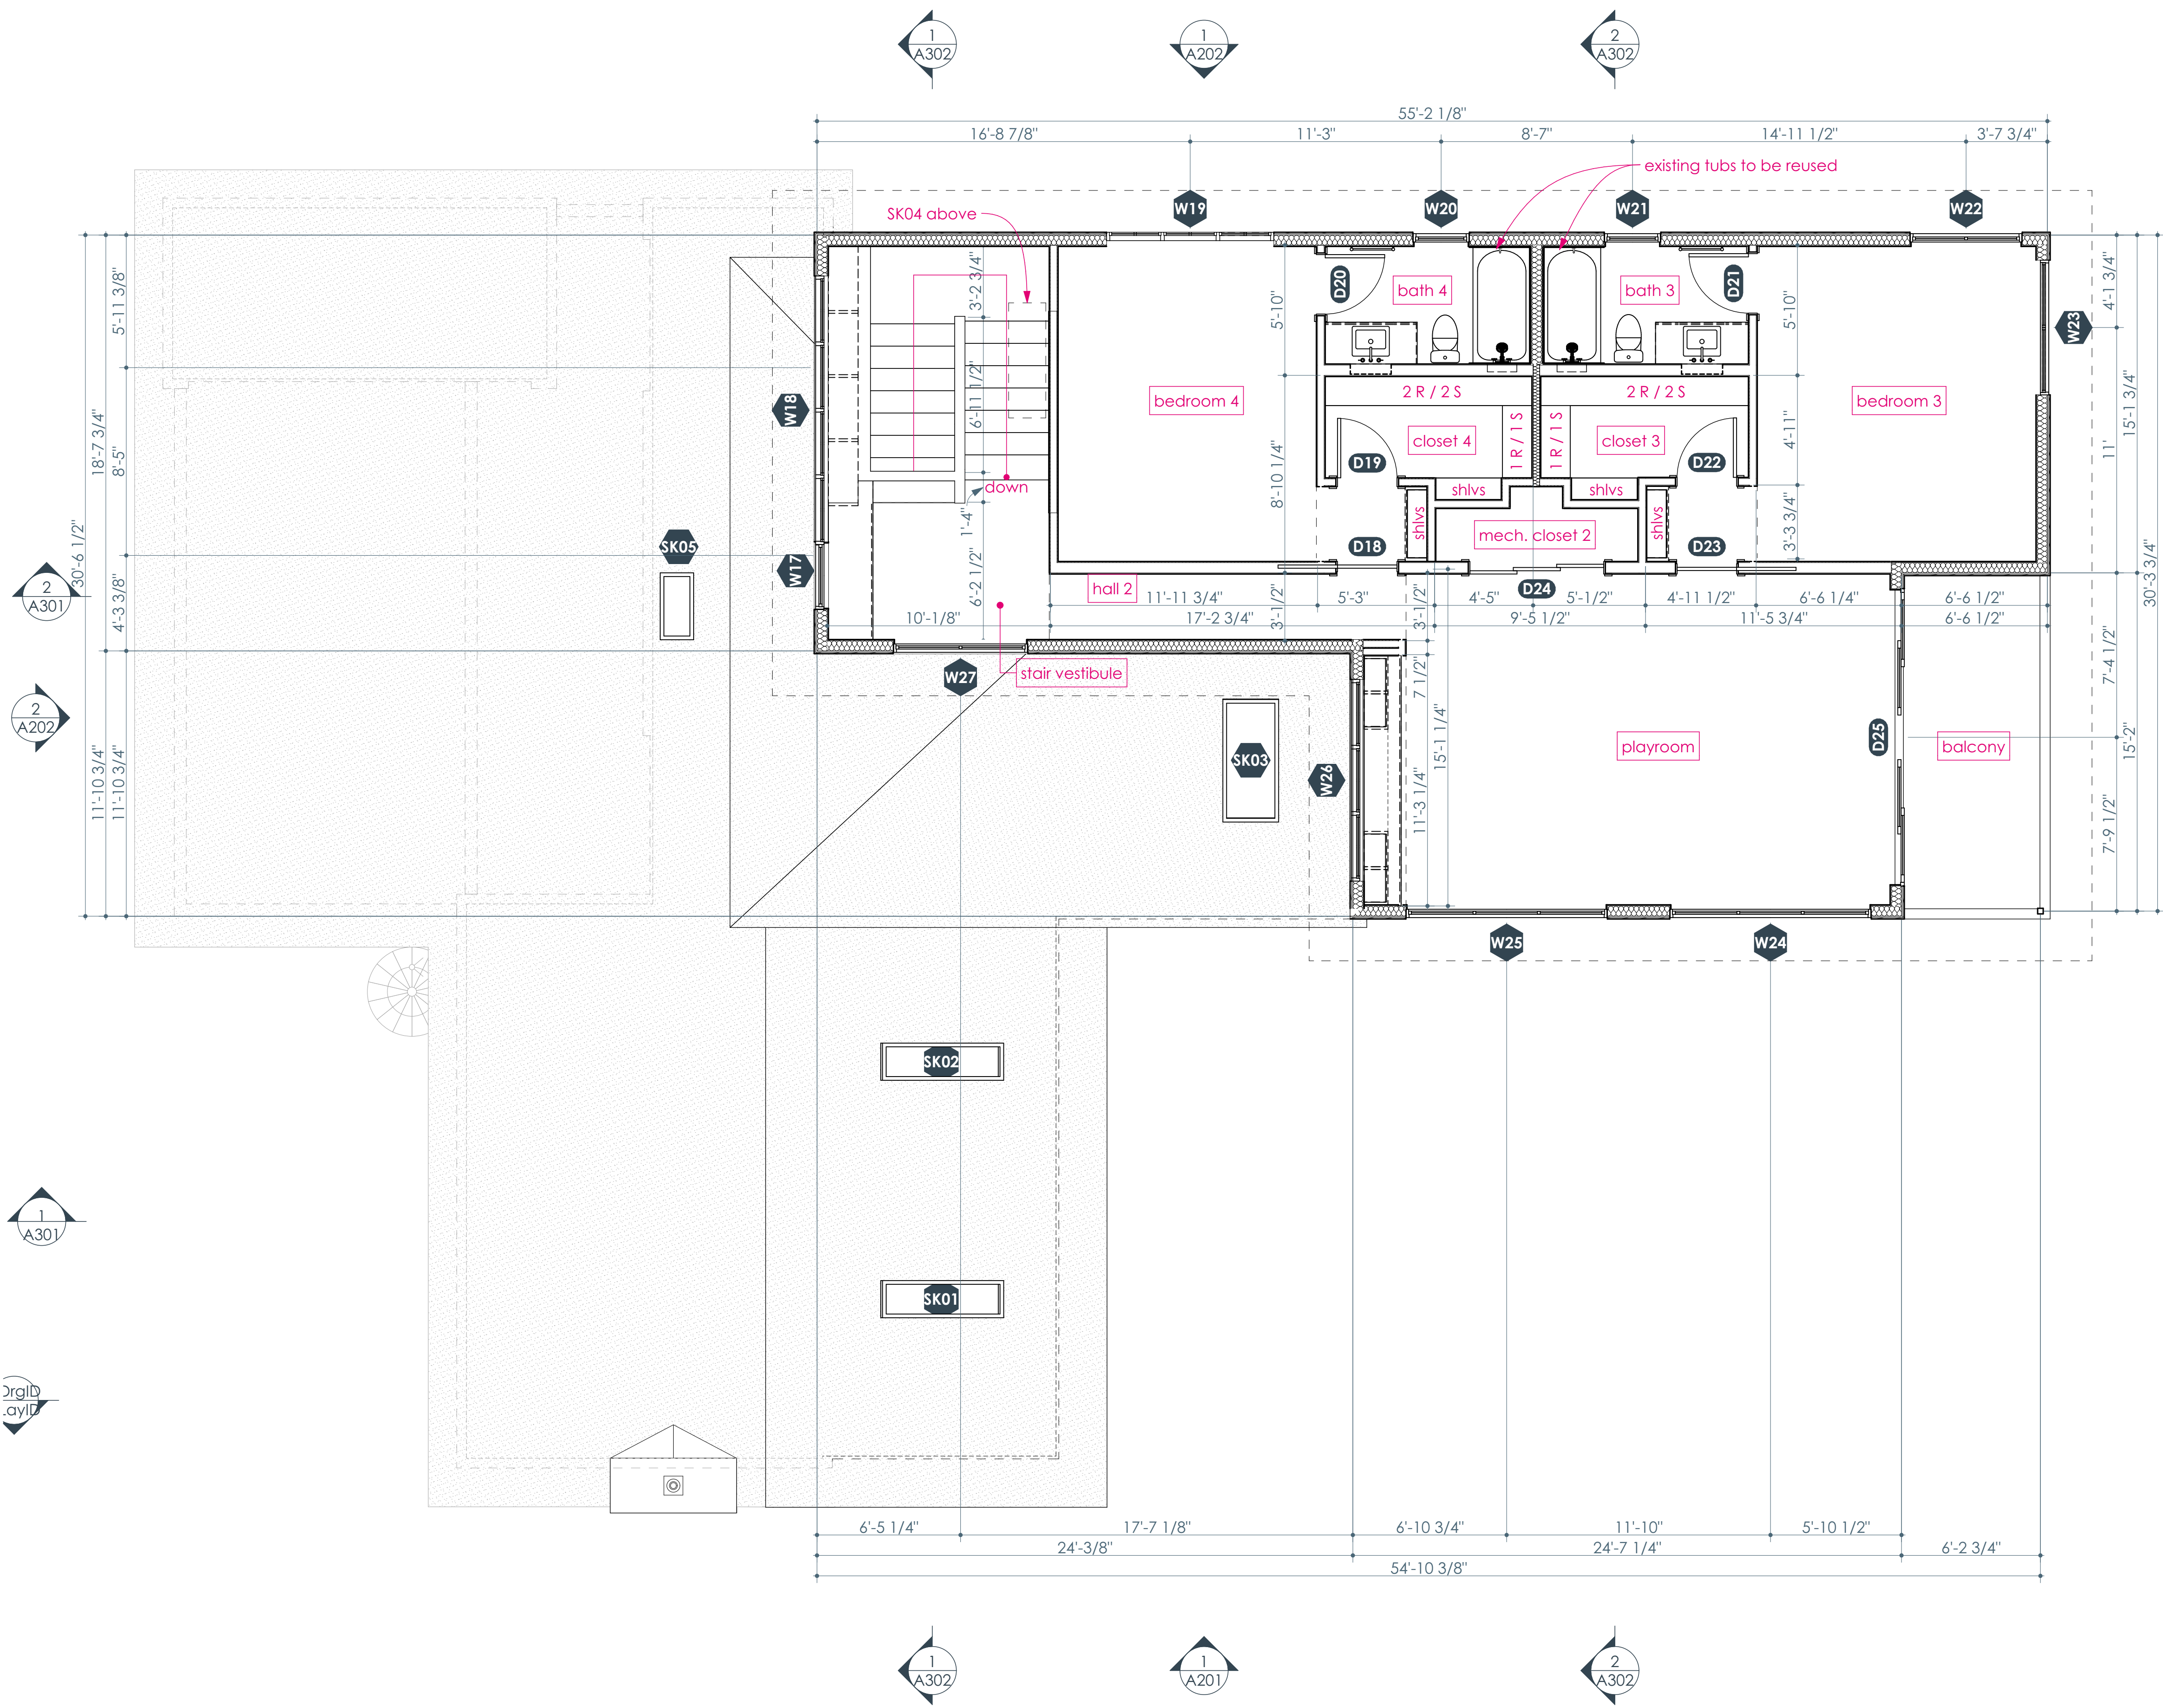 1
A302
1
A202
2
A302
55'-2 1/8"
16'-8 7/8"
11'-3"
8'-7"
14'-11 1/2"
3'-7 3/4"
existing tubs to be reused
SK04 above
W19
W20
W21
W22
5'-11 3/8"
3'-2 3/4"
D20
bath 4
bath 3
D21
4'-1 3/4"
W23
5'-10"
5'-10"
6'-11 1/2"
bedroom 4
2 R / 2 S
2 R / 2 S
bedroom 3
15'-1 3/4"
W18
18'-7 3/4"
8'-5"
closet 4
1 R / 1 S
1 R / 1 S
closet 3
4'-11"
11'
D19
D22
down
8'-10 1/4"
shlvs
shlvs
1'-4"
shlvs
mech. closet 2
shlvs
3'-3 3/4"
30'-6 1/2"
SK05
W17
D18
D23
D24
2
A301
4'-3 3/8"
6'-2 1/2"
hall 2
11'-11 3/4"
5'-3"
4'-5"
5'-1/2"
4'-11 1/2"
6'-6 1/4"
6'-6 1/2"
30'-3 3/4"
10'-1/8"
17'-2 3/4"
3'-1/2"
3'-1/2"
9'-5 1/2"
11'-5 3/4"
6'-6 1/2"
W27
stair vestibule
7 1/2"
7'-4 1/2"
2
A202
11'-10 3/4"
11'-10 3/4"
SK03
W26
15'-1 1/4"
11'-3 1/4"
playroom
D25
balcony
15'-2"
7'-9 1/2"
W25
W24
SK02
1
A301
SK01
OrgID
LayID
6'-5 1/4"
17'-7 1/8"
6'-10 3/4"
11'-10"
5'-10 1/2"
24'-3/8"
24'-7 1/4"
6'-2 3/4"
54'-10 3/8"
1
A302
1
A201
2
A302